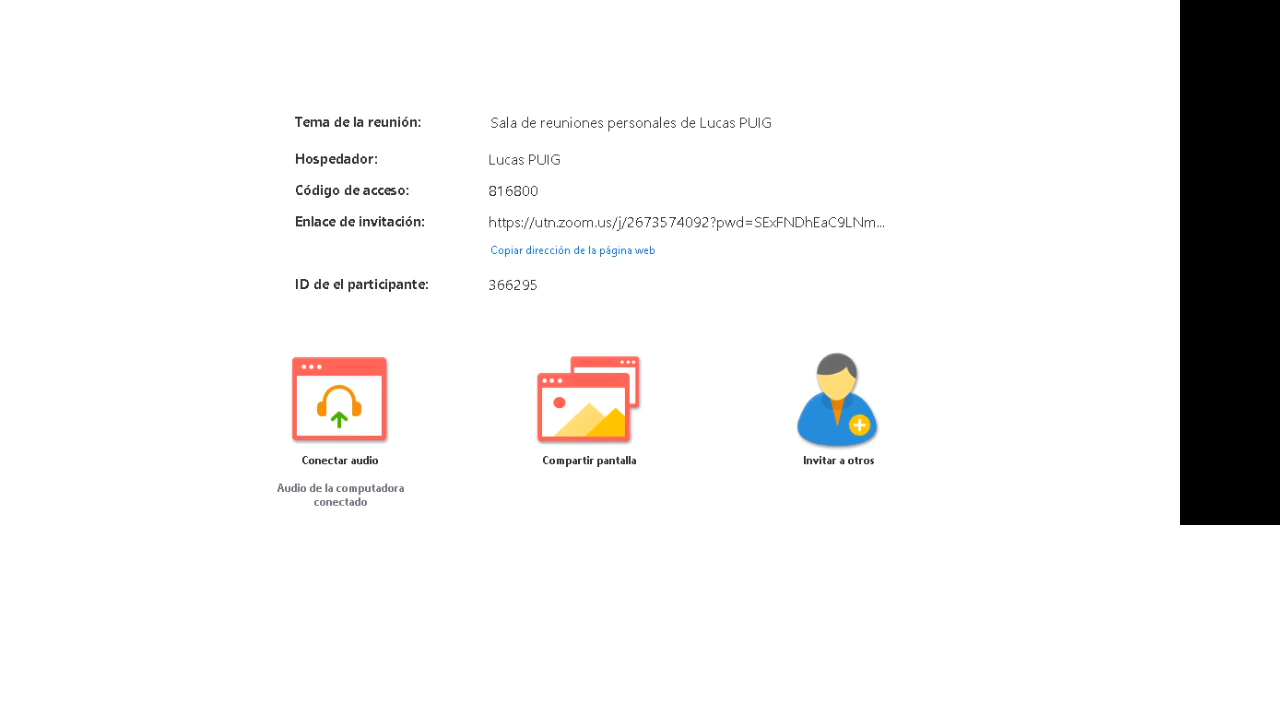 Tema de la reunión: Sala de reuniones personales de Lucas PUIG
Hospedador: Lucas PUIG
Código de acceso: 816800
Enlace de invitación: https://utn.zoom.us/j/2673574092?pwd=SExFNDhEaC9LNm...
Copiar dirección de la página web
ID de el participante: 366295
Conectar audio Compartir pantalla Invitar a otros
Audio de la computadora
conectado